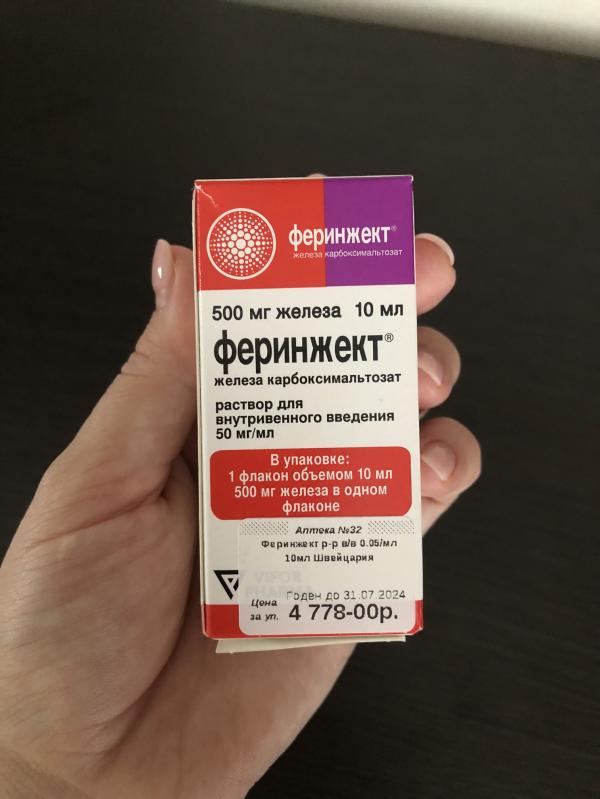 феринжект®
железа карбоксимальтозат
500 мг железа 10 мл
феринжект®
железа карбоксимальтозат
раствор для
внутривенного введения
50 мг/мл
В упаковке:
1 флакон объемом 10 мл
500 мг железа в одном
флаконе
Аптека №32
Феринжект р-р в/в 0.05/мл
10мл Швейцария
VIFOR
PHARMA
Годен до 31.07.2024
Цена
за уп. 4 778-00р.